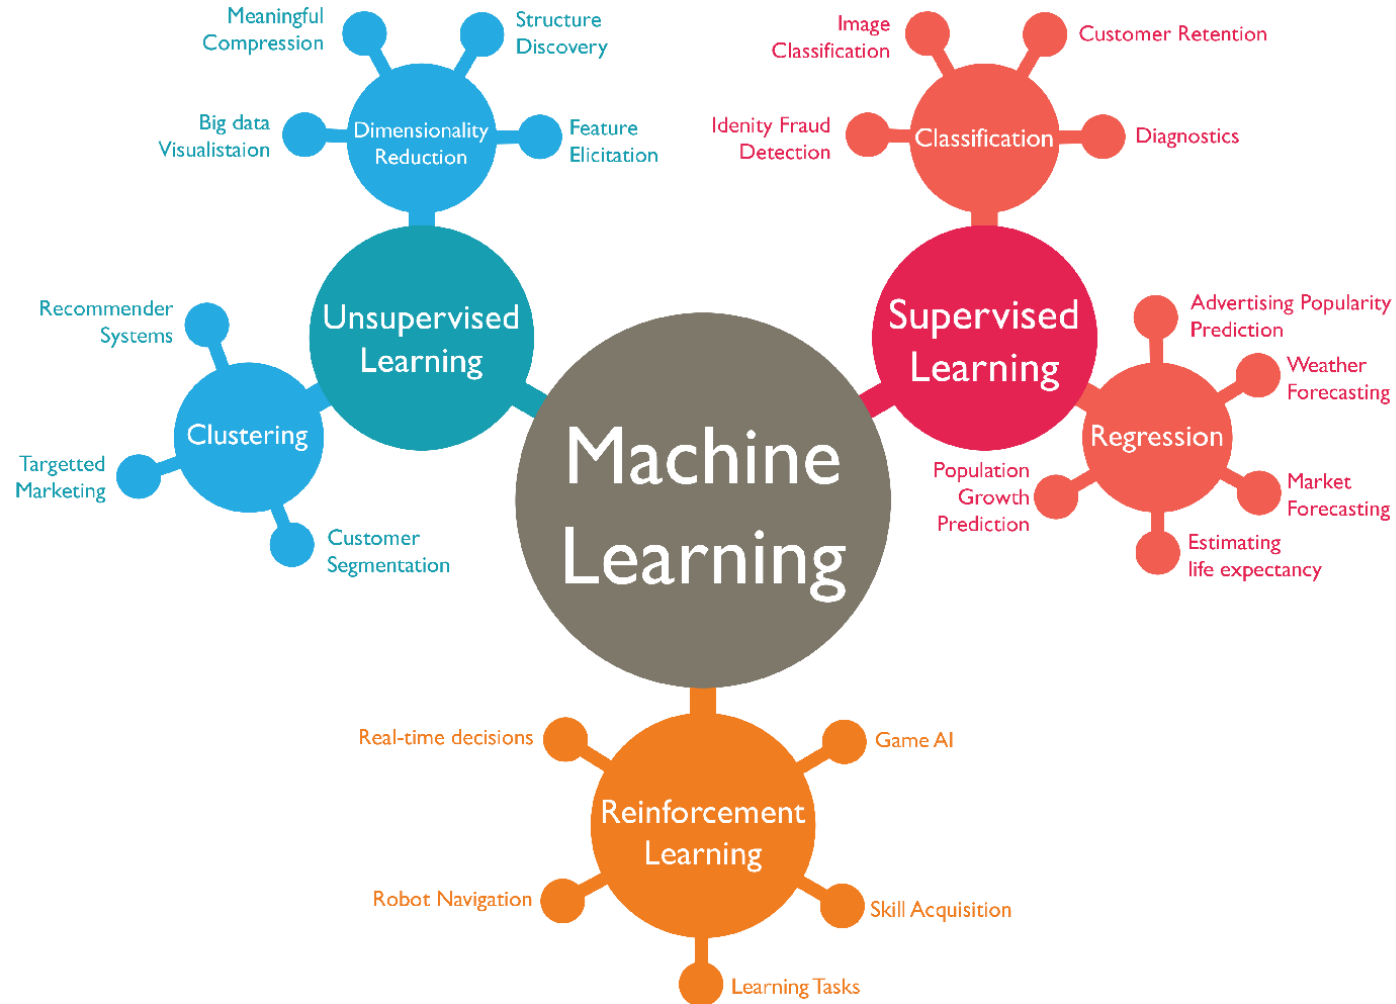 Meaningful
Compression
Structure
Discovery
Big data
Visualistaion
Dimensionality
Reduction
Feature
Elicitation
Image
Classification
Customer Retention
Idenity Fraud
Detection
Classification
Diagnostics
Unsupervised
Learning
Supervised
Learning
Recommender
Systems
Clustering
Targetted
Marketing
Customer
Segmentation
Advertising Popularity
Prediction
Weather
Forecasting
Regression
Population
Growth
Prediction
Market
Forecasting
Estimating
life expectancy
Machine
Learning
Real-time decisions
Game AI
Reinforcement
Learning
Robot Navigation
Skill Acquisition
Learning Tasks